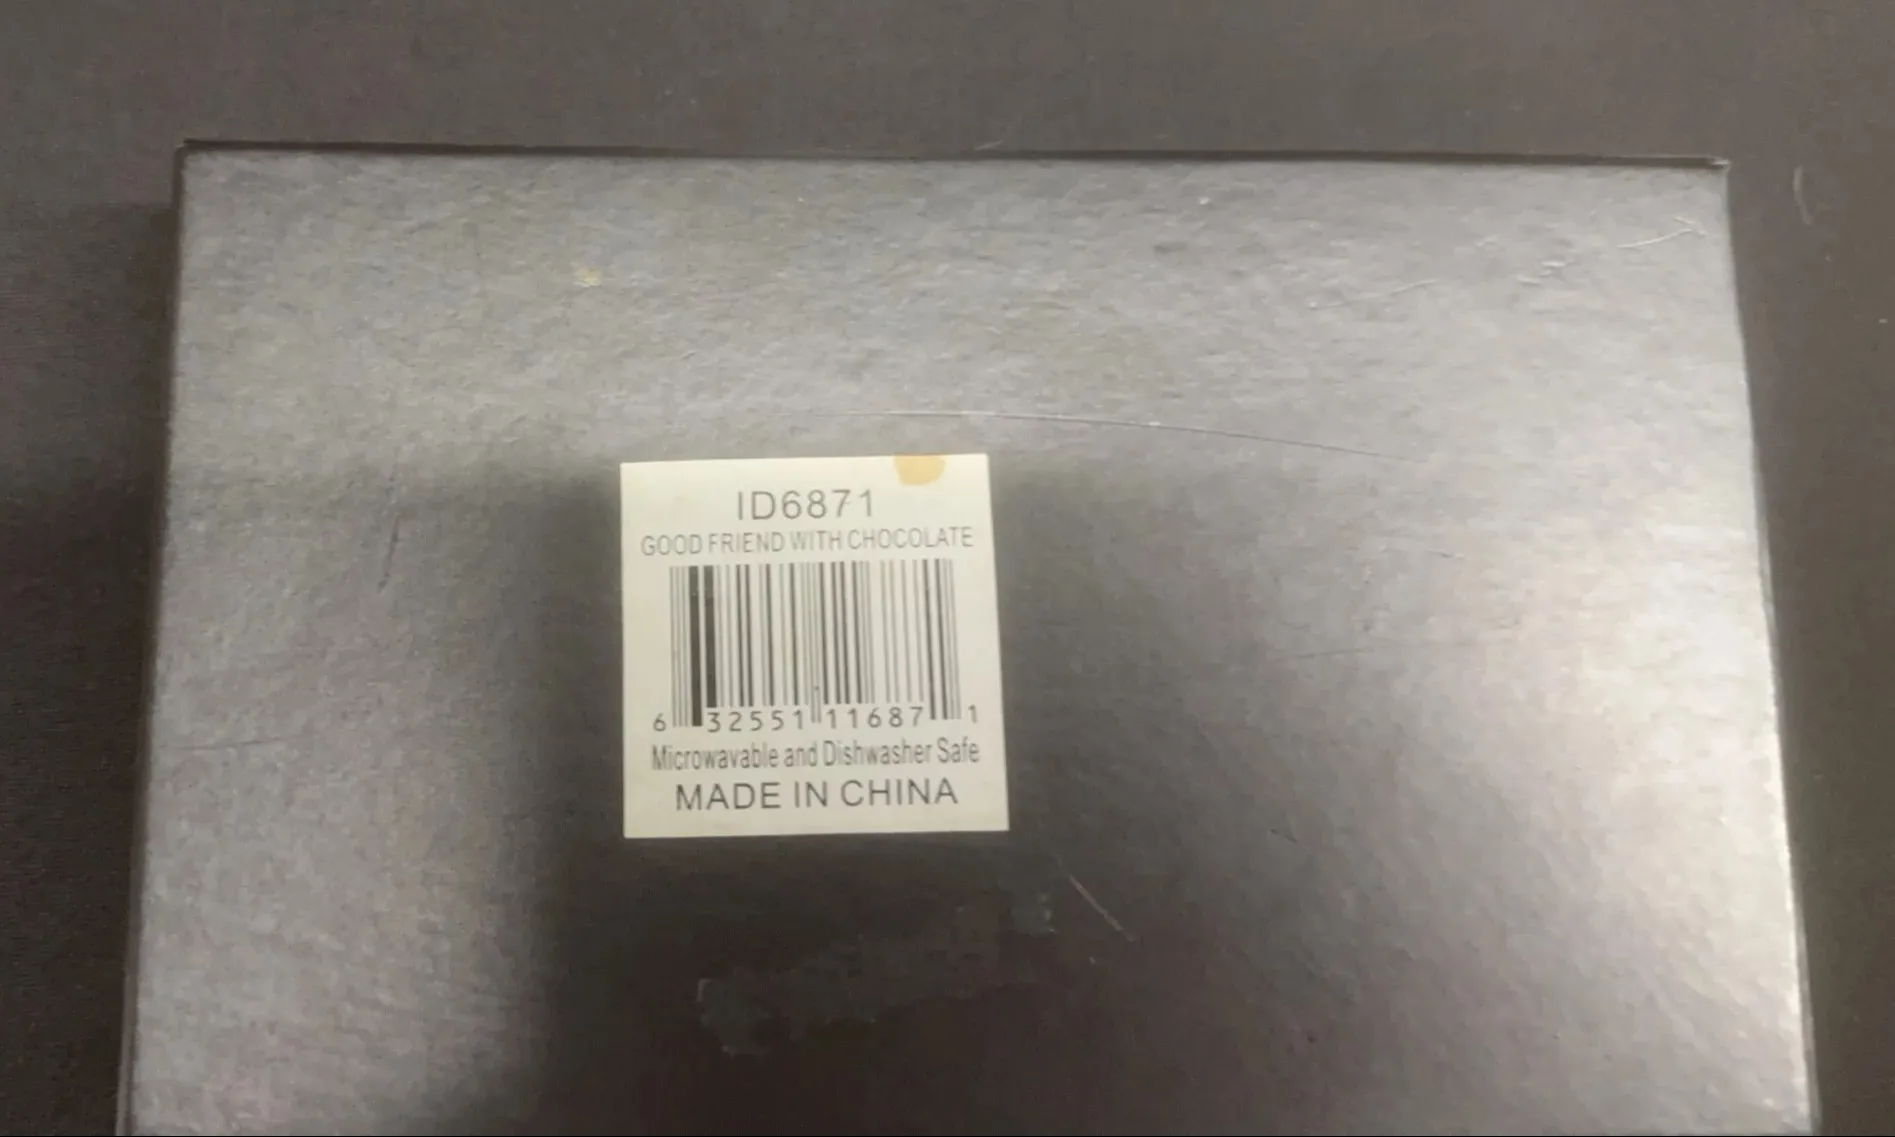 ID6871
GOOD FRIEND WITH CHOCOLATE
6 32551 11687 1
Microwavable and Dishwasher Safe
MADE IN CHINA